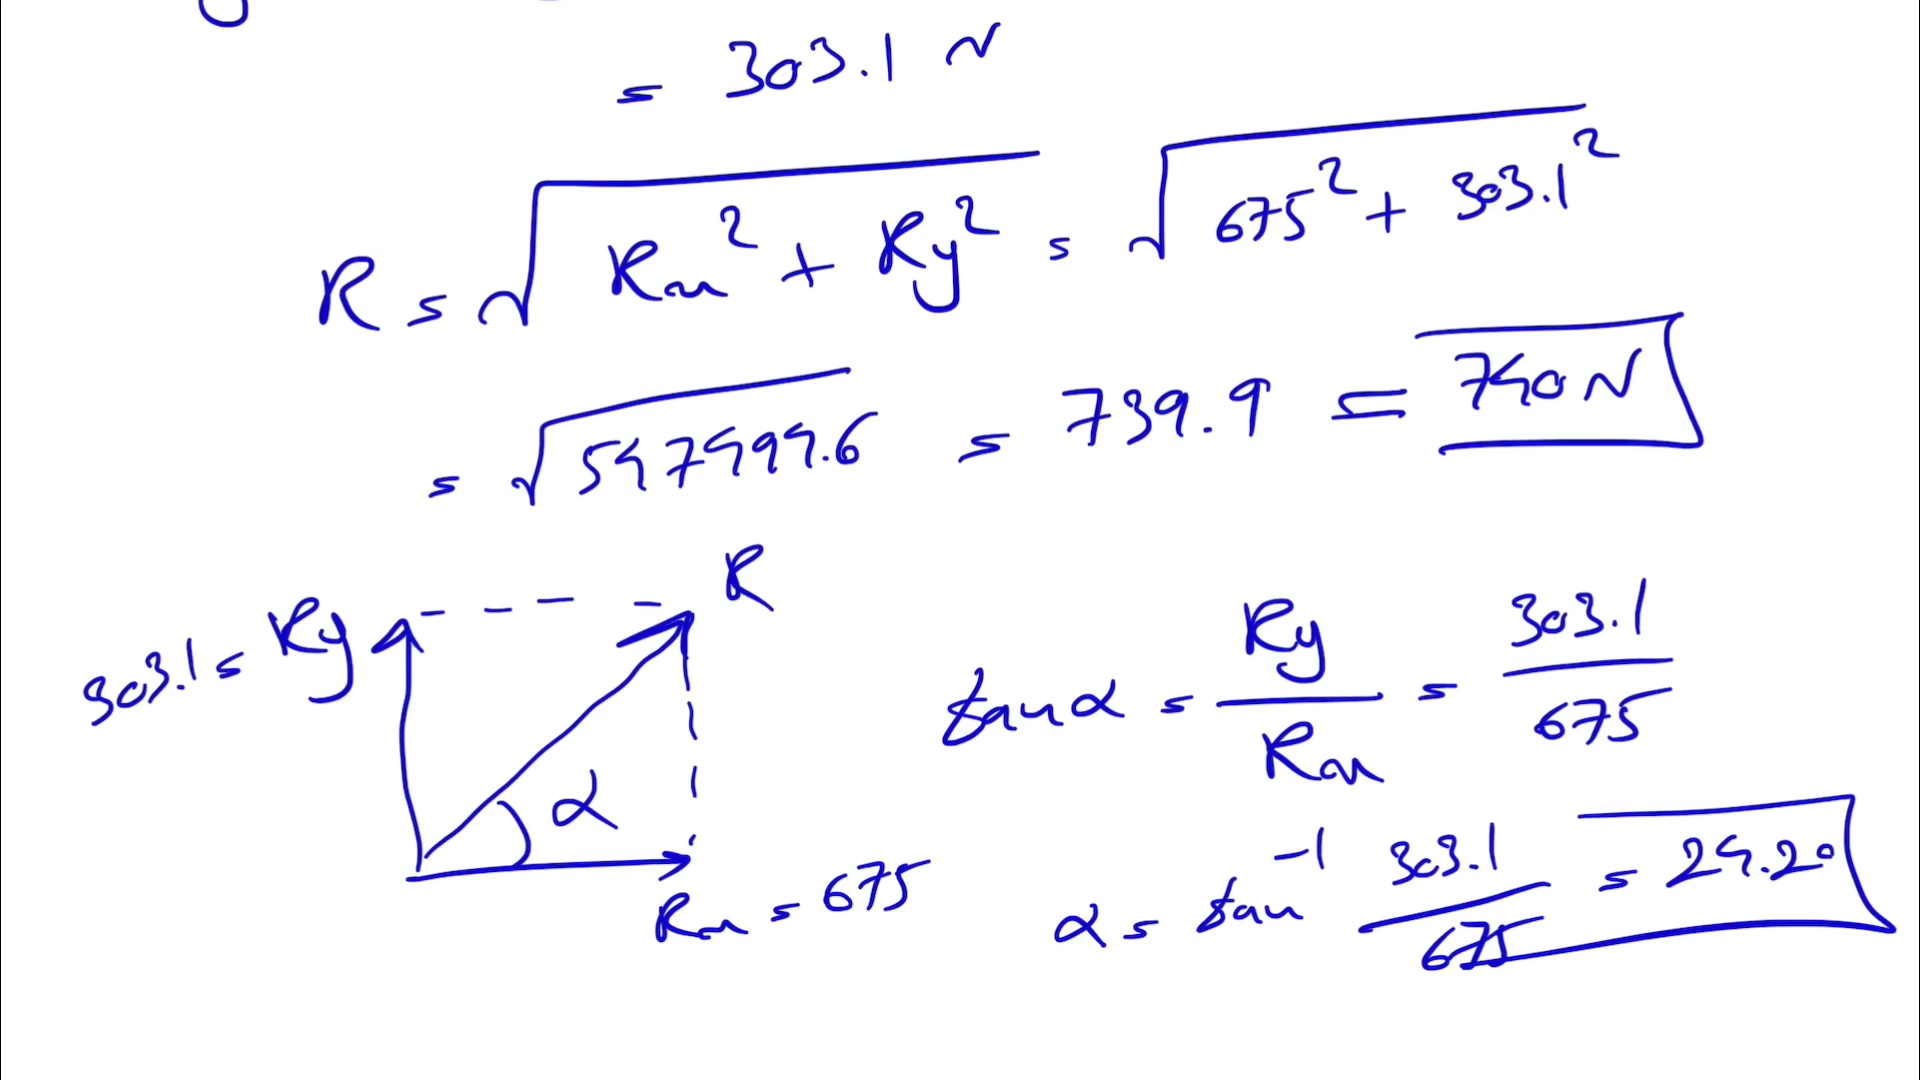 = 303.1 N
R = √(Rx² + Ry²) = √(675² + 303.1²)
= √547494.6 = 739.9 = 740 N
R
303.1 = Ry
tan α = Ry/Rx = 303.1/675
α
Rx = 675
α = tan⁻¹ 303.1/675 = 24.2°